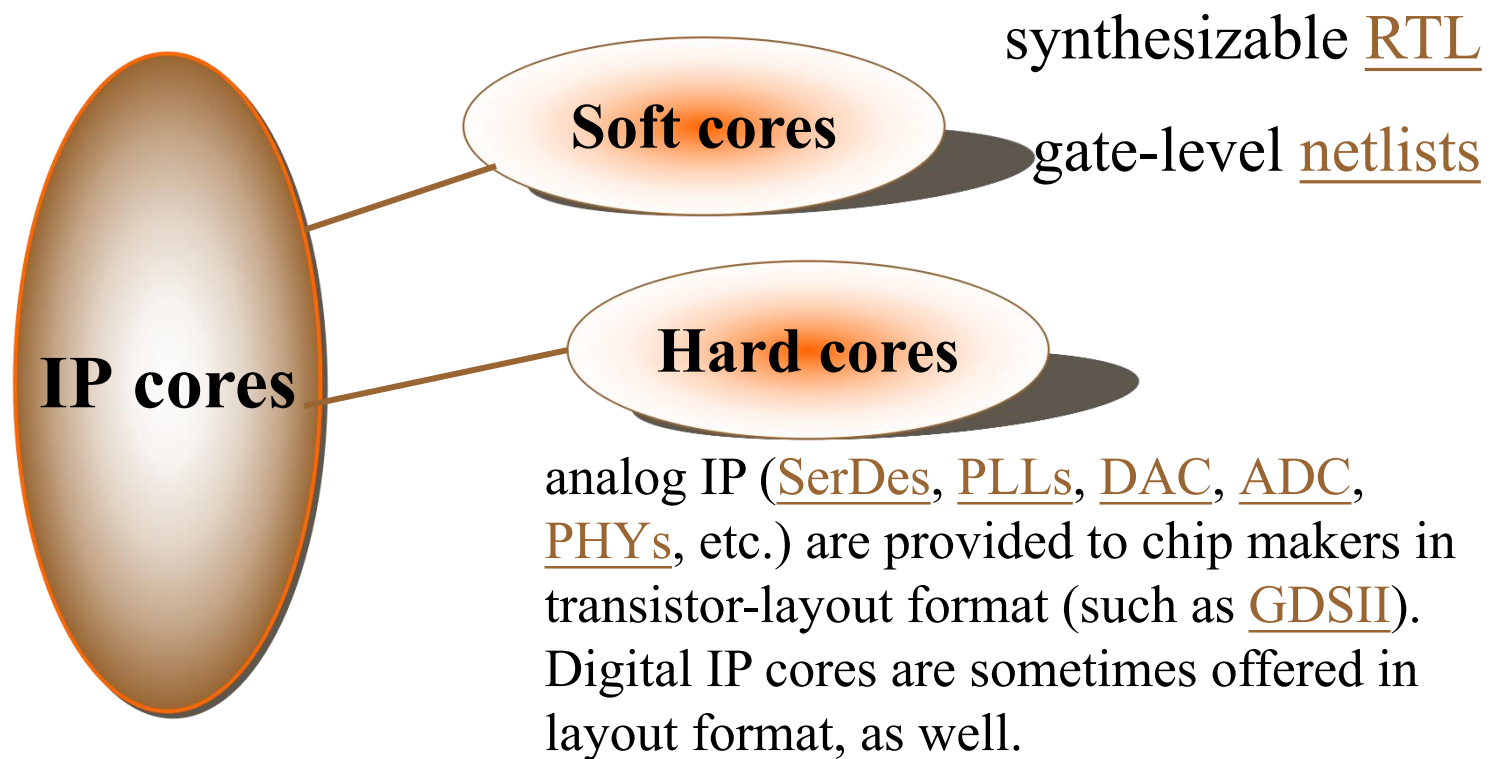 synthesizable RTL
Soft cores
gate-level netlists
IP cores
Hard cores
analog IP (SerDes, PLLs, DAC, ADC,
PHYs, etc.) are provided to chip makers in
transistor-layout format (such as GDSII).
Digital IP cores are sometimes offered in
layout format, as well.